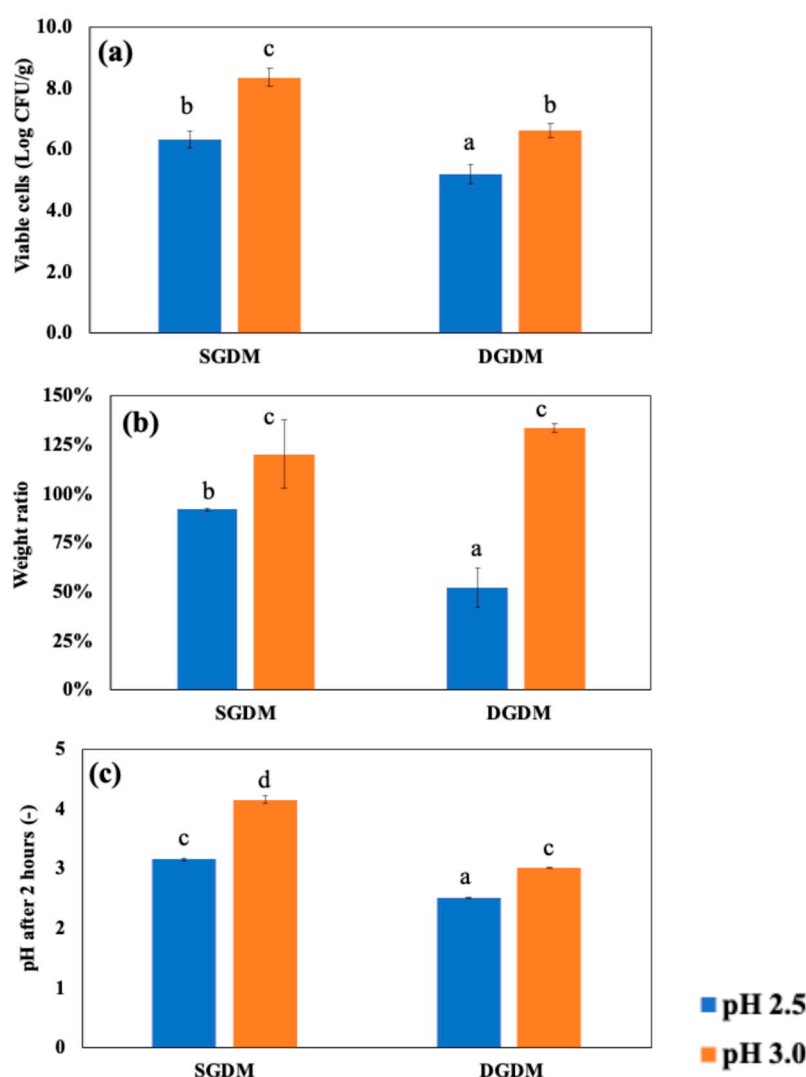 (a)
Viable cells (Log CFU/g)
10.0
8.0
6.0
4.0
2.0
0.0
b
c
a
b
SGDM
DGDM
(b)
Weight ratio
150%
125%
100%
75%
50%
25%
0%
b
c
a
c
SGDM
DGDM
(c)
pH after 2 hours (-)
5
4
3
2
1
0
c
d
a
c
SGDM
DGDM
pH 2.5
pH 3.0